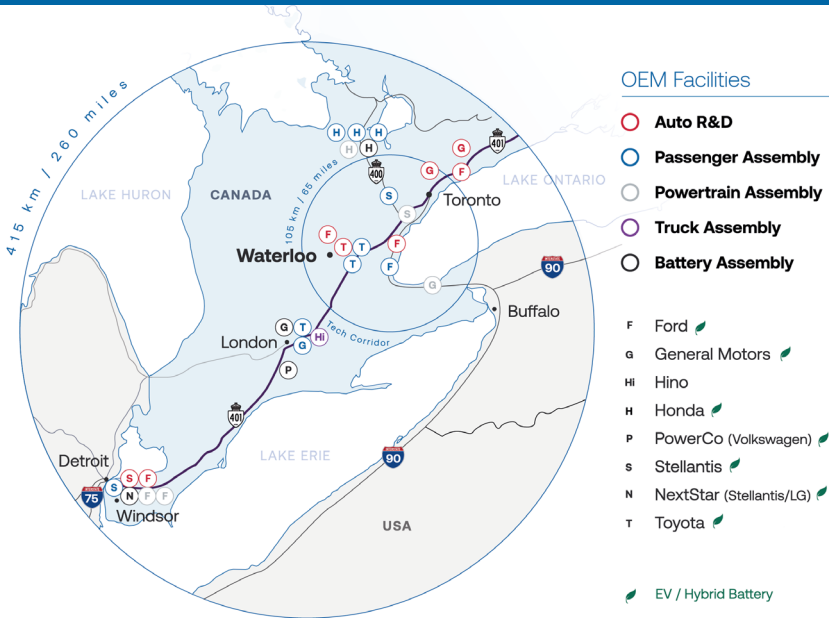 415 km / 260 miles
LAKE HURON
CANADA
105 km / 65 miles
H H H
H H
400
S
S
G
G
F
401
Toronto
LAKE ONTARIO
F
T
T
T
F
F
Waterloo
G
90
Buffalo
Tech Corridor
G T
G
Hi
London
P
401
LAKE ERIE
90
Detroit
S F
S
N F F
75
Windsor
USA
OEM Facilities
Auto R&D
Passenger Assembly
Powertrain Assembly
Truck Assembly
Battery Assembly
F Ford
G General Motors
Hi Hino
H Honda
P PowerCo (Volkswagen)
S Stellantis
N NextStar (Stellantis/LG)
T Toyota
EV / Hybrid Battery